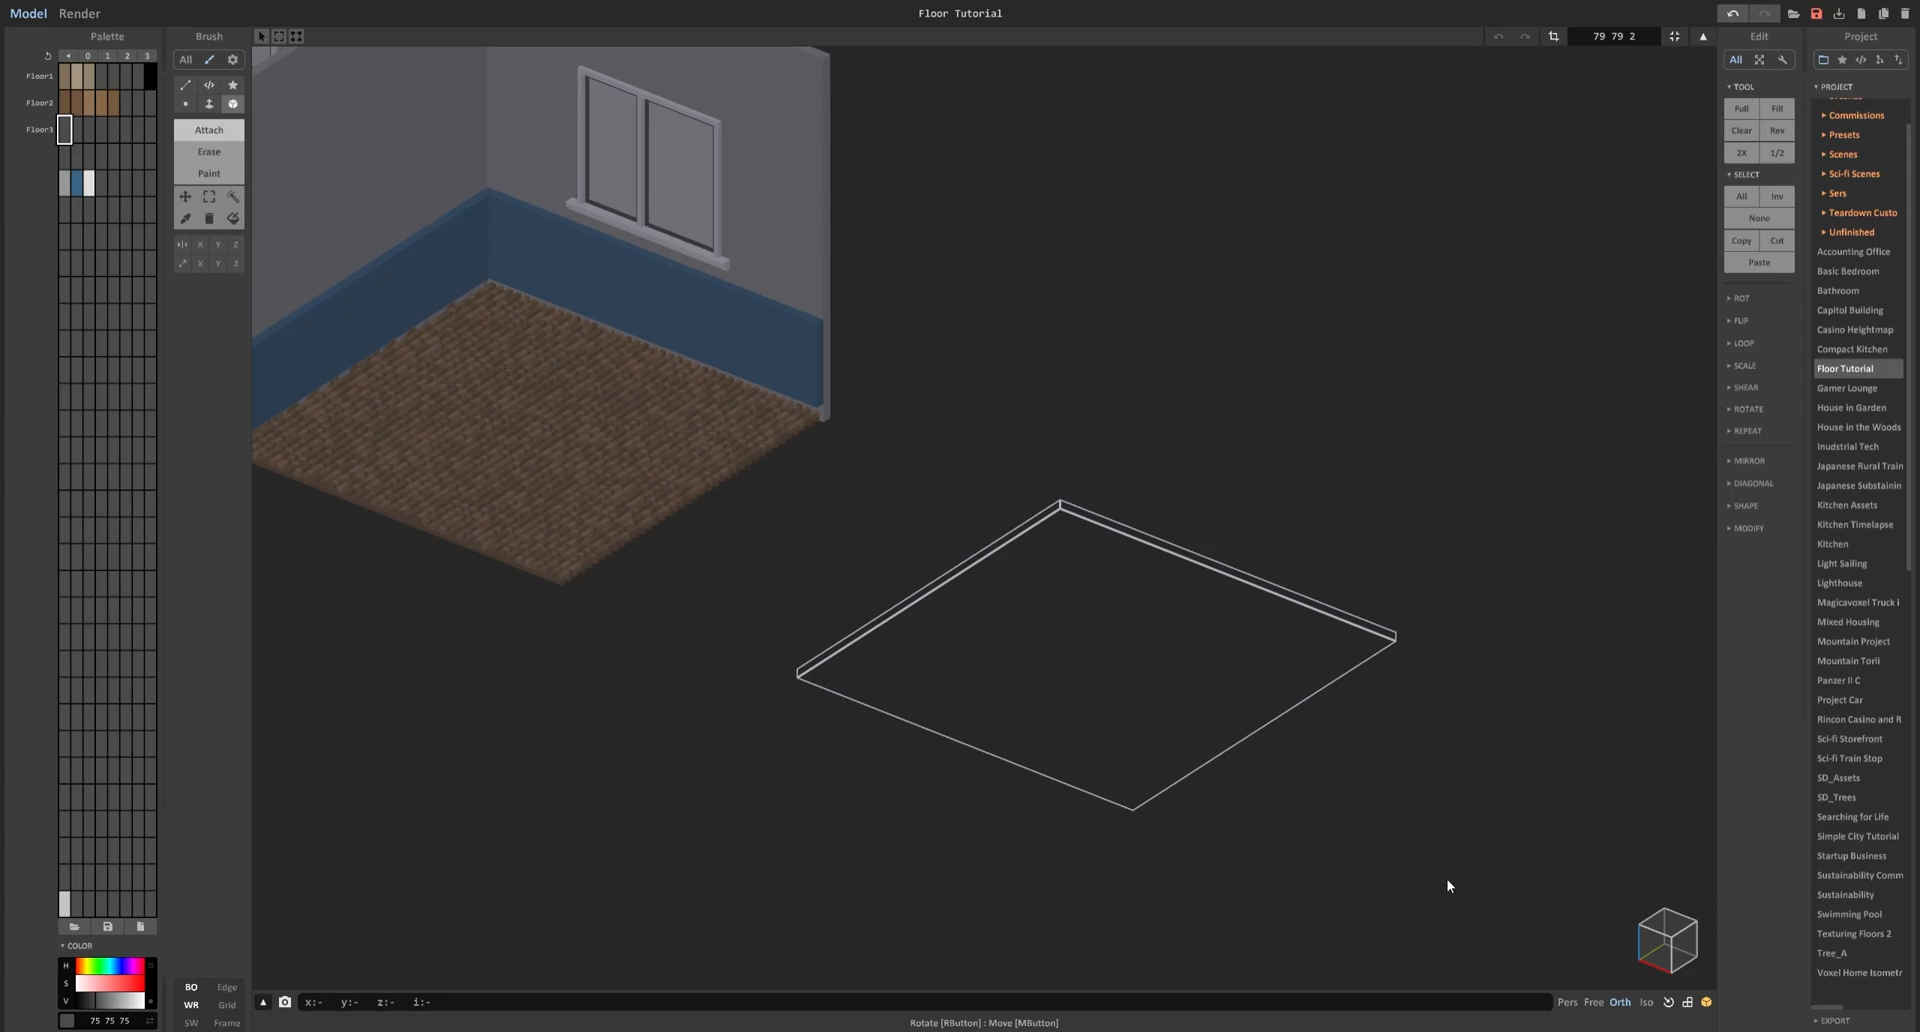 Model Render
Floor Tutorial
Palette
0 1 2 3
Floor1
Floor2
Floor3
COLOR
H
S
V
75 75 75
Brush
All
Attach
Erase
Paint
X Y Z
X Y Z
BO Edge
WR Grid
SW Frame
79 79 2
x:- y:- z:- i:-
Pers Free Orth Iso
Rotate [RButton] : Move [MButton]
Edit
All
TOOL
Full Fill
Clear Rev
2X 1/2
SELECT
All Inv
None
Copy Cut
Paste
ROT
FLIP
LOOP
SCALE
SHEAR
ROTATE
REPEAT
MIRROR
DIAGONAL
SHAPE
MODIFY
Project
PROJECT
Commissions
Presets
Scenes
Sci-fi Scenes
Sers
Teardown Custo
Unfinished
Accounting Office
Basic Bedroom
Bathroom
Capitol Building
Casino Heightmap
Compact Kitchen
Floor Tutorial
Gamer Lounge
House in Garden
House in the Woods
Inudstrial Tech
Japanese Rural Train
Japanese Substainin
Kitchen Assets
Kitchen Timelapse
Kitchen
Light Sailing
Lighthouse
Magicavoxel Truck i
Mixed Housing
Mountain Project
Mountain Torii
Panzer II C
Project Car
Rincon Casino and R
Sci-fi Storefront
Sci-fi Train Stop
SD_Assets
SD_Trees
Searching for Life
Simple City Tutorial
Startup Business
Sustainability Comm
Sustainability
Swimming Pool
Texturing Floors 2
Tree_A
Voxel Home Isometr
EXPORT